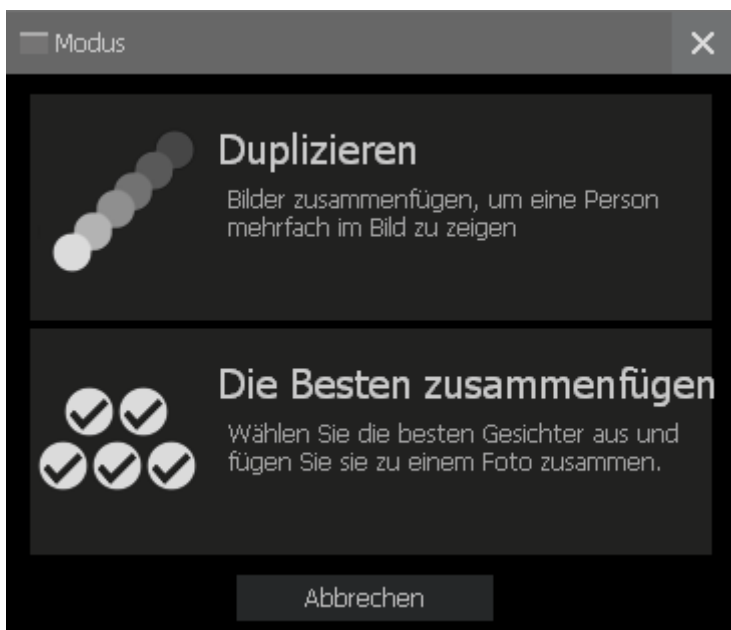 Modus
Duplizieren
Bilder zusammenfügen, um eine Person
mehrfach im Bild zu zeigen
Die Besten zusammenfügen
Wählen Sie die besten Gesichter aus und
fügen Sie sie zu einem Foto zusammen.
Abbrechen